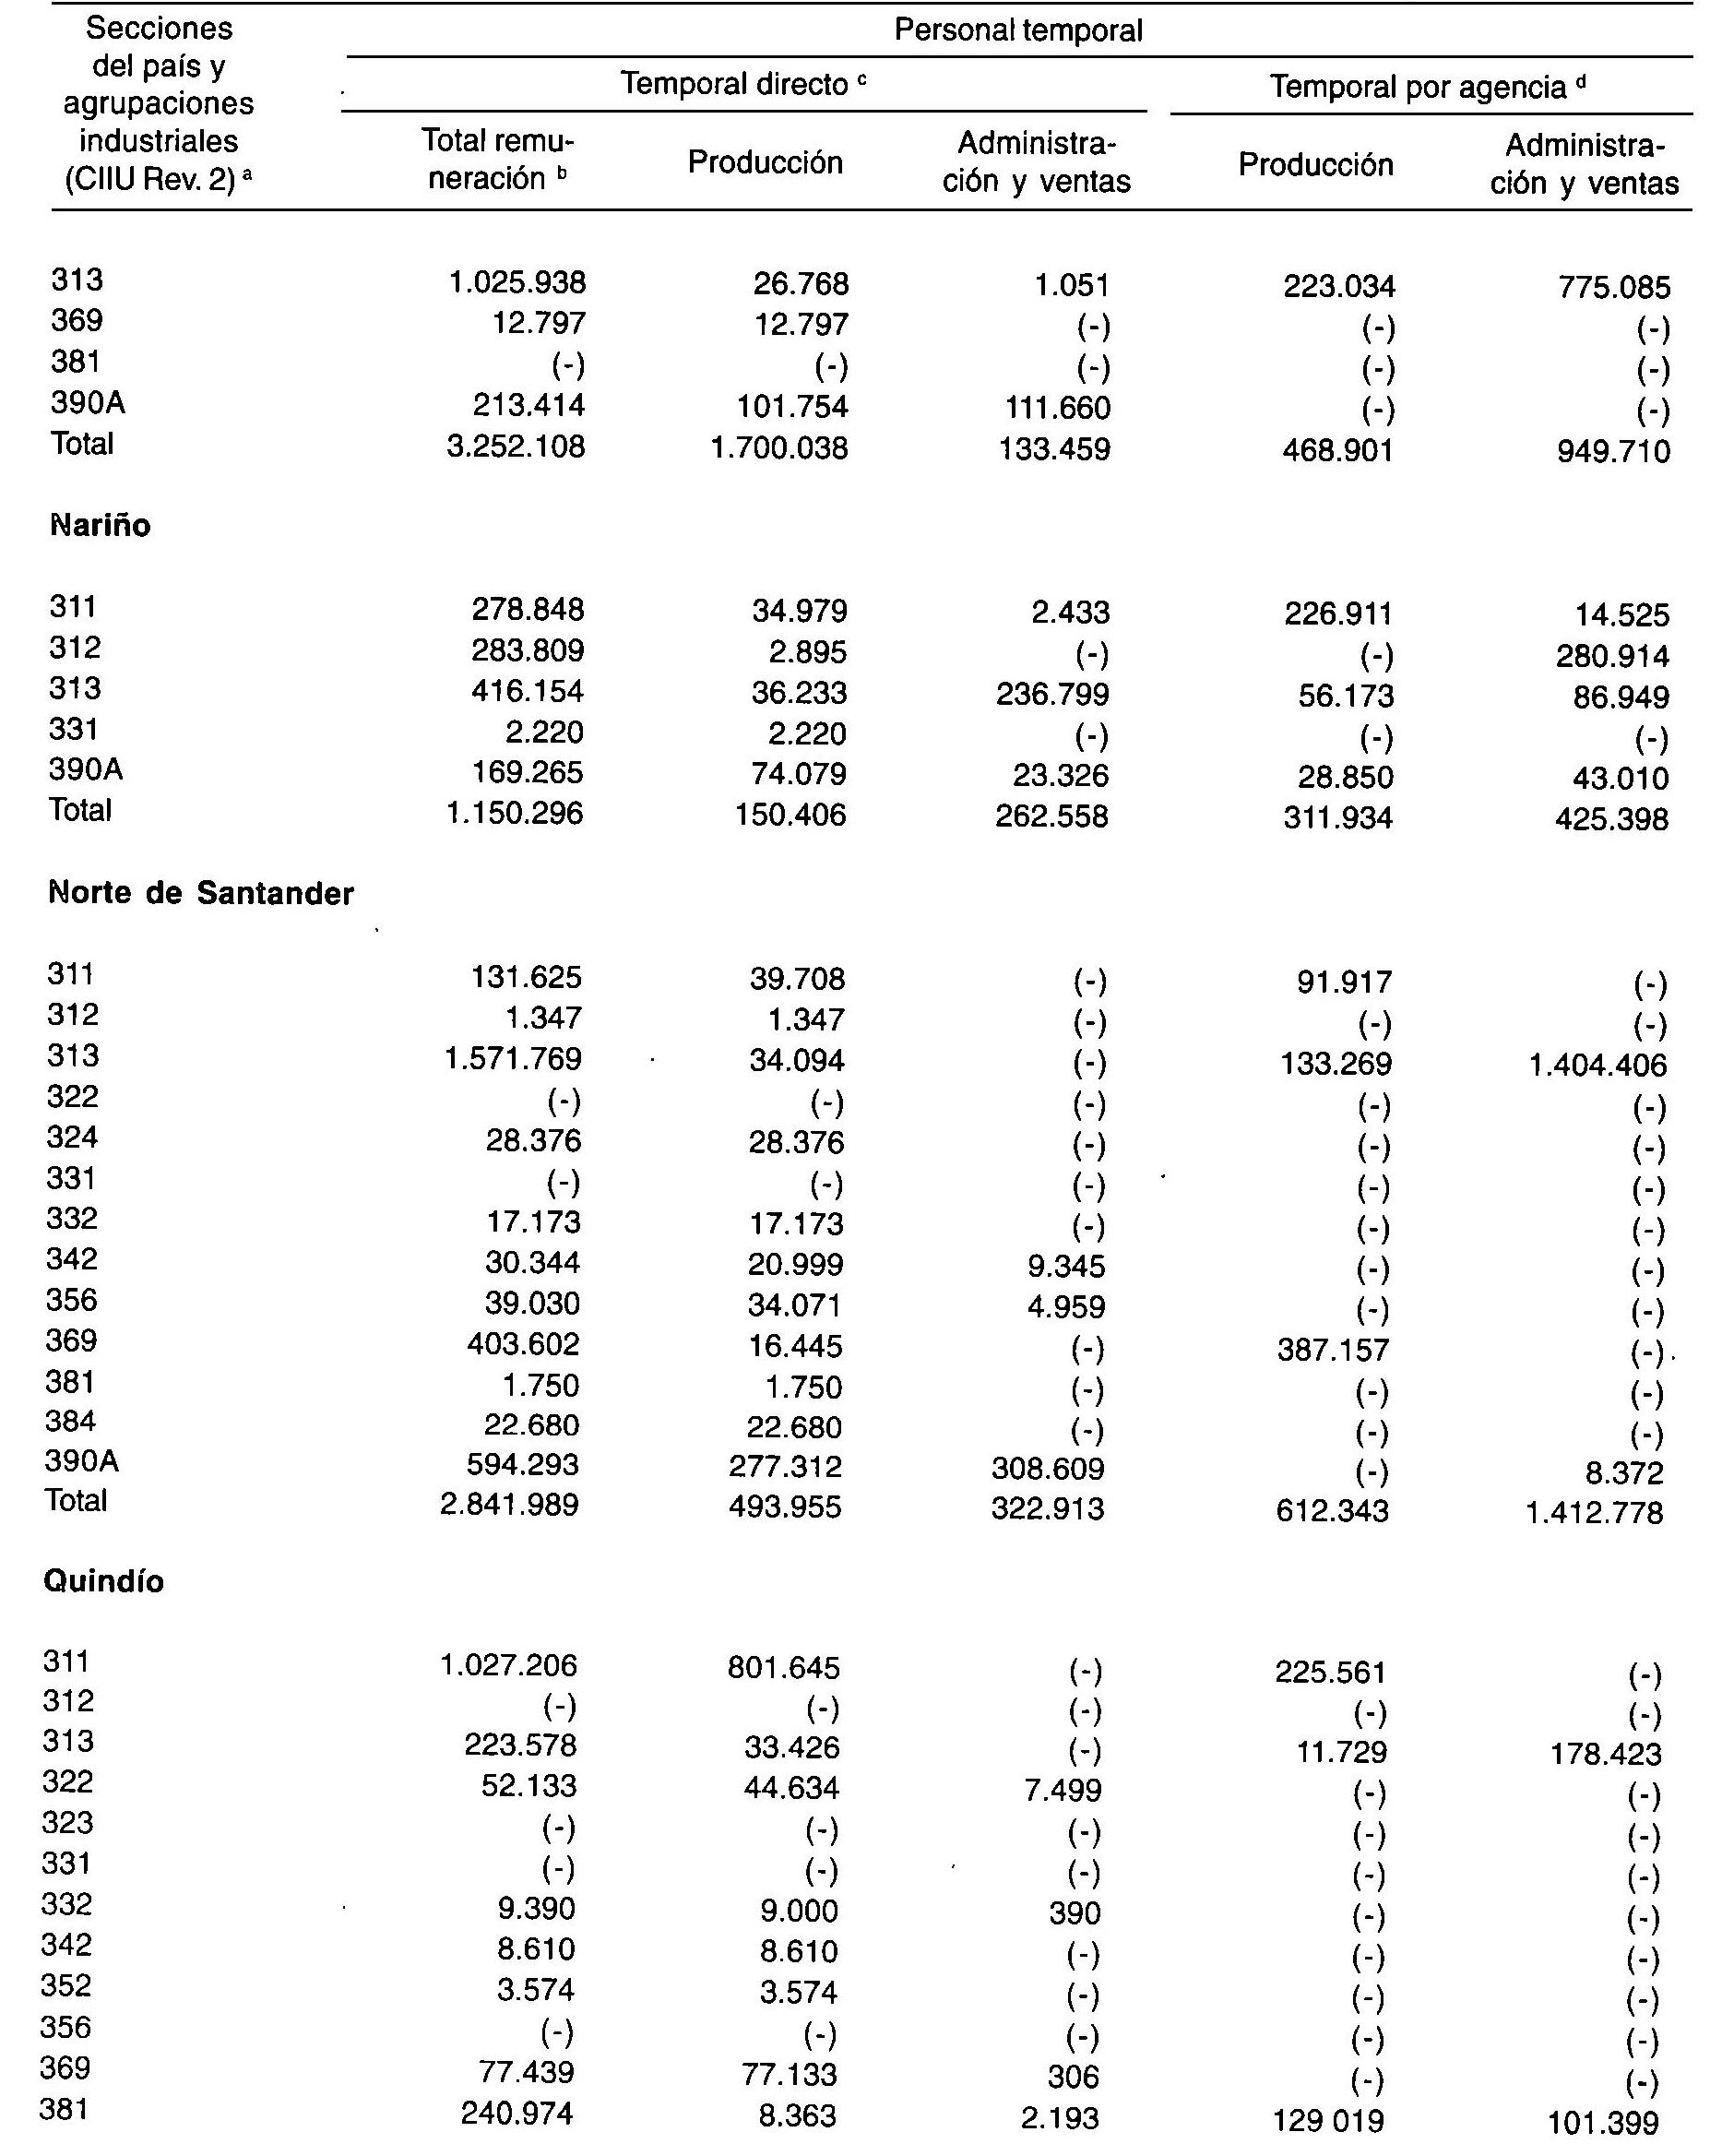 Secciones
del país y
agrupaciones
industriales
(CIIU Rev. 2) a
Personal temporal
Temporal directo c
Temporal por agencia d
Total remu-
neración b
Producción
Administra-
ción y ventas
Producción
Administra-
ción y ventas
313 1.025.938 26.768 1.051 223.034 775.085
369 12.797 12.797 (-) (-) (-)
381 (-) (-) (-) (-) (-)
390A 213.414 101.754 111.660 (-) (-)
Total 3.252.108 1.700.038 133.459 468.901 949.710
Nariño
311 278.848 34.979 2.433 226.911 14.525
312 283.809 2.895 (-) (-) 280.914
313 416.154 36.233 236.799 56.173 86.949
331 2.220 2.220 (-) (-) (-)
390A 169.265 74.079 23.326 28.850 43.010
Total 1.150.296 150.406 262.558 311.934 425.398
Norte de Santander
311 131.625 39.708 (-) 91.917 (-)
312 1.347 1.347 (-) (-) (-)
313 1.571.769 34.094 (-) 133.269 1.404.406
322 (-) (-) (-) (-) (-)
324 28.376 28.376 (-) (-) (-)
331 (-) (-) (-) (-) (-)
332 17.173 17.173 (-) (-) (-)
342 30.344 20.999 9.345 (-) (-)
356 39.030 34.071 4.959 (-) (-)
369 403.602 16.445 (-) 387.157 (-)
381 1.750 1.750 (-) (-) (-)
384 22.680 22.680 (-) (-) (-)
390A 594.293 277.312 308.609 (-) 8.372
Total 2.841.989 493.955 322.913 612.343 1.412.778
Quindío
311 1.027.206 801.645 (-) 225.561 (-)
312 (-) (-) (-) (-) (-)
313 223.578 33.426 (-) 11.729 178.423
322 52.133 44.634 7.499 (-) (-)
323 (-) (-) (-) (-) (-)
331 (-) (-) (-) (-) (-)
332 9.390 9.000 390 (-) (-)
342 8.610 8.610 (-) (-) (-)
352 3.574 3.574 (-) (-) (-)
356 (-) (-) (-) (-) (-)
369 77.439 77.133 306 (-) (-)
381 240.974 8.363 2.193 129 019 101.399